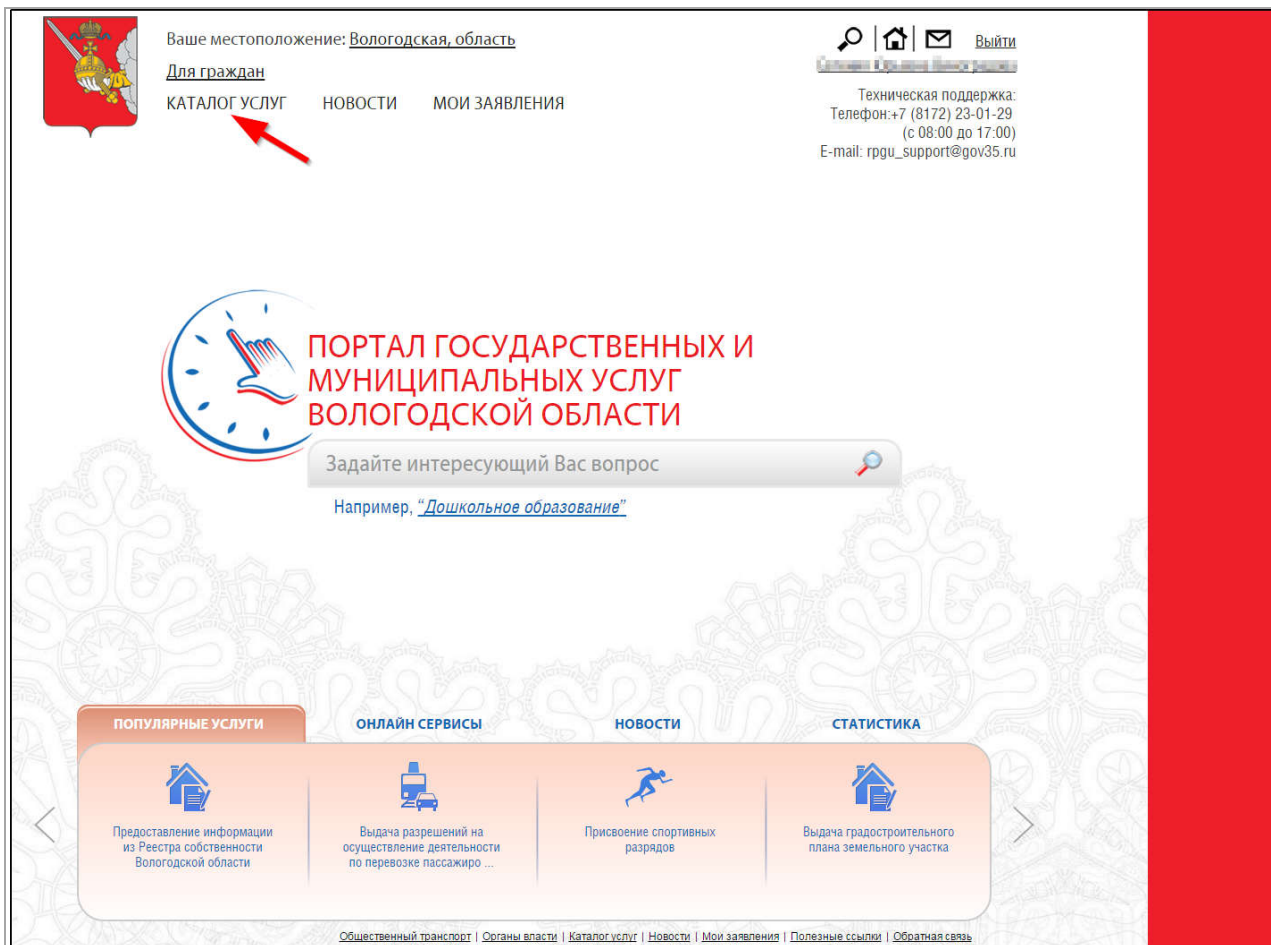 Ваше местоположение: Вологодская, область
Для граждан
КАТАЛОГ УСЛУГ НОВОСТИ МОИ ЗАЯВЛЕНИЯ
Выйти
Техническая поддержка:
Телефон:+7 (8172) 23-01-29
(с 08:00 до 17:00)
E-mail: rpgu_support@gov35.ru
ПОРТАЛ ГОСУДАРСТВЕННЫХ И
МУНИЦИПАЛЬНЫХ УСЛУГ
ВОЛОГОДСКОЙ ОБЛАСТИ
Задайте интересующий Вас вопрос
Например, “Дошкольное образование”
ПОПУЛЯРНЫЕ УСЛУГИ ОНЛАЙН СЕРВИСЫ НОВОСТИ СТАТИСТИКА
Предоставление информации
из Реестра собственности
Вологодской области
Выдача разрешений на
осуществление деятельности
по перевозке пассажиро ...
Присвоение спортивных
разрядов
Выдача градостроительного
плана земельного участка
Общественный транспорт | Органы власти | Каталог услуг | Новости | Мои заявления | Полезные ссылки | Обратная связь